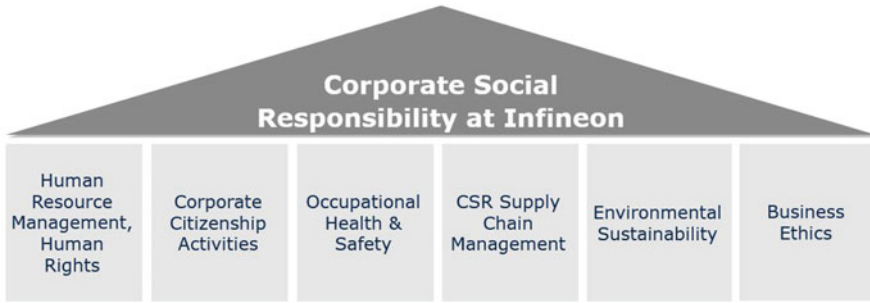 Corporate Social
Responsibility at Infineon
Human
Resource
Management,
Human
Rights
Corporate
Citizenship
Activities
Occupational
Health &
Safety
CSR Supply
Chain
Management
Environmental
Sustainability
Business
Ethics